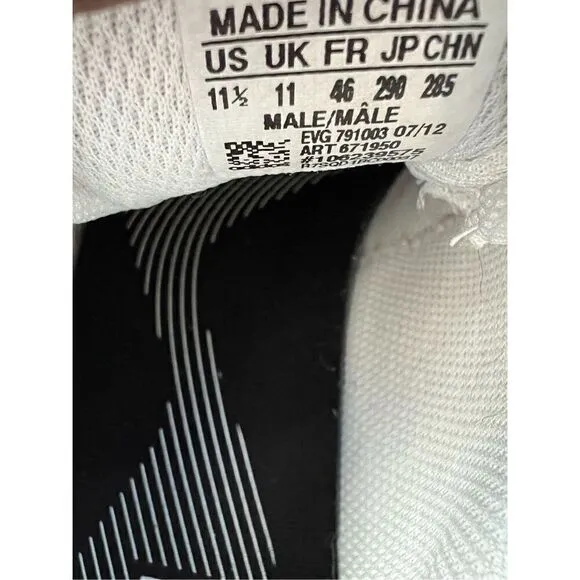 MADE IN CHINA
US UK FR JP CHN
11½ 11 46 290 285
MALE/MÂLE
EVG 791003 07/12
ART 671950
#106239575